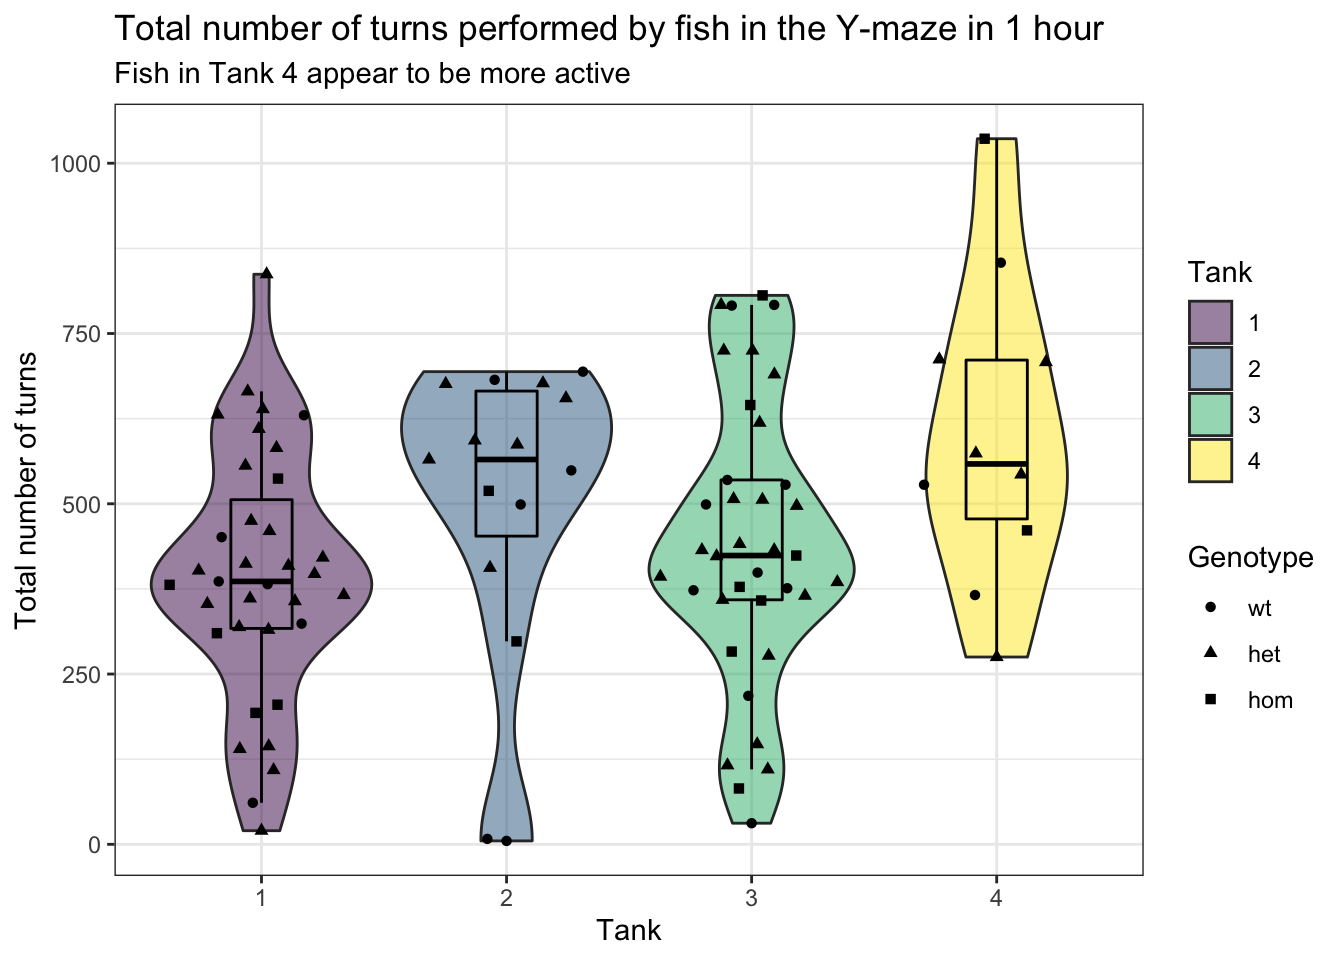 Total number of turns performed by fish in the Y-maze in 1 hour
Fish in Tank 4 appear to be more active
Total number of turns
1000
750
500
250
0
1 2 3 4
Tank
Tank
1
2
3
4
Genotype
wt
het
hom